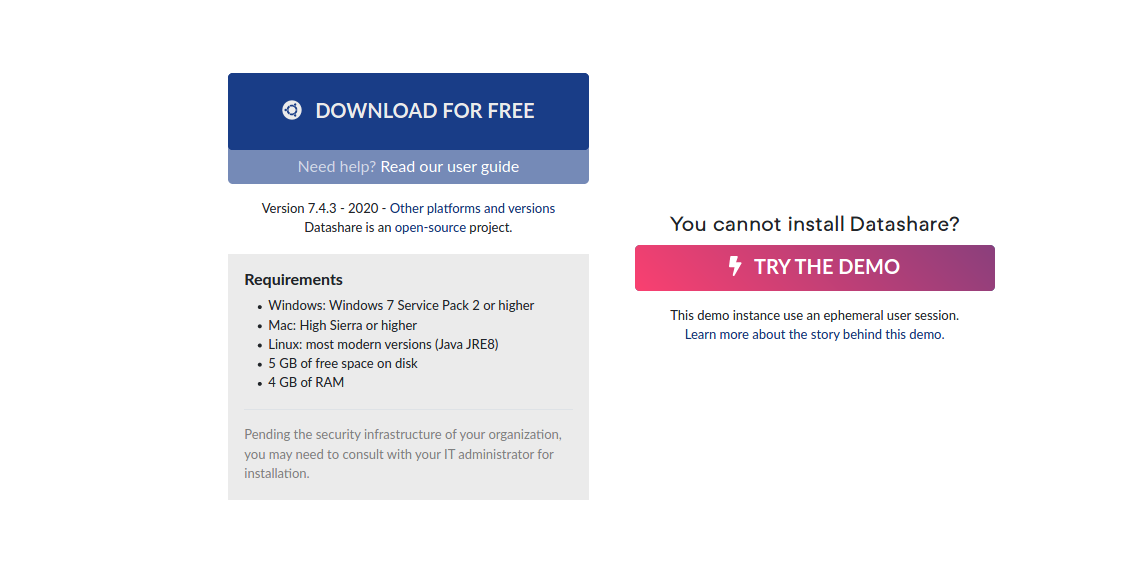 DOWNLOAD FOR FREE
Need help? Read our user guide
Version 7.4.3 - 2020 - Other platforms and versions
Datashare is an open-source project.
Requirements
• Windows: Windows 7 Service Pack 2 or higher
• Mac: High Sierra or higher
• Linux: most modern versions (Java JRE8)
• 5 GB of free space on disk
• 4 GB of RAM
Pending the security infrastructure of your organization,
you may need to consult with your IT administrator for
installation.
You cannot install Datashare?
TRY THE DEMO
This demo instance use an ephemeral user session.
Learn more about the story behind this demo.